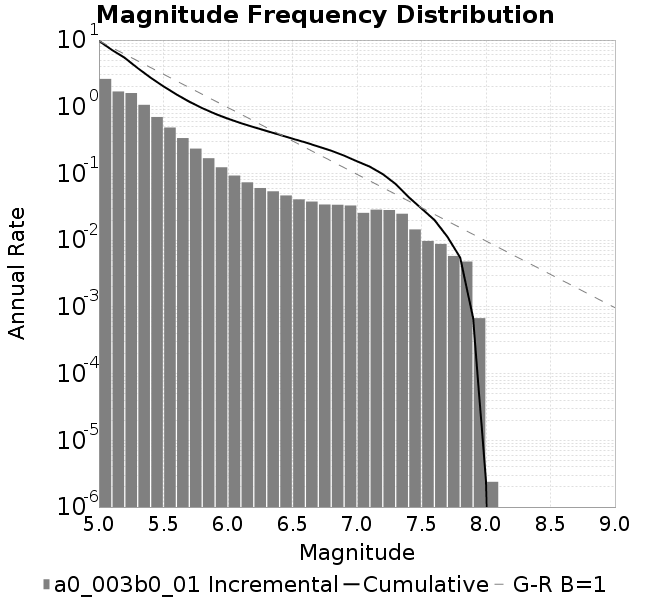 Magnitude Frequency Distribution
10^1
10^0
10^-1
10^-2
10^-3
10^-4
10^-5
10^-6
Annual Rate
5.0 5.5 6.0 6.5 7.0 7.5 8.0 8.5 9.0
Magnitude
a0_003b0_01 Incremental Cumulative G-R B=1